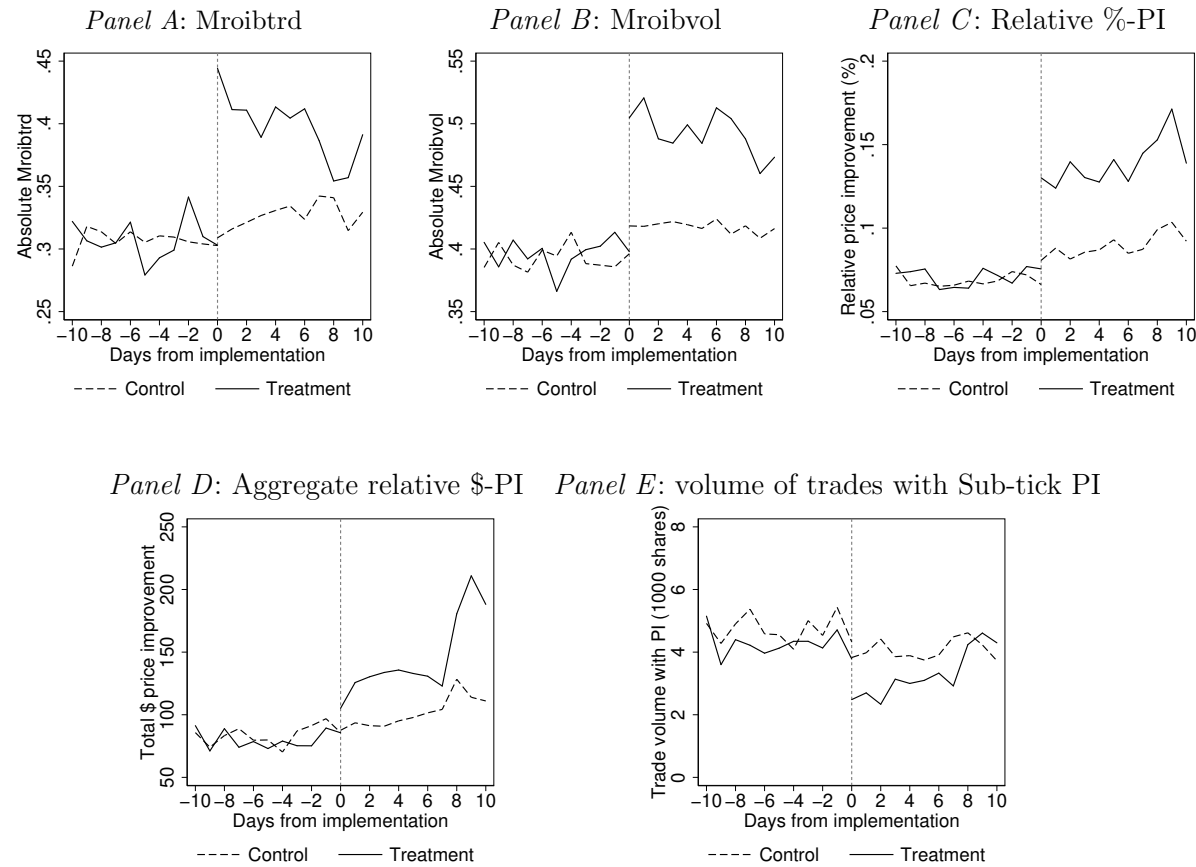 Panel A: Mroibtrd
Absolute Mroibtrd
.45
.4
.35
.3
.25
−10 −8 −6 −4 −2 0 2 4 6 8 10
Days from implementation
Control Treatment
Panel B: Mroibvol
Absolute Mroibvol
.55
.5
.45
.4
.35
−10 −8 −6 −4 −2 0 2 4 6 8 10
Days from implementation
Control Treatment
Panel C: Relative %-PI
Relative price improvement (%)
.2
.15
.1
.05
−10 −8 −6 −4 −2 0 2 4 6 8 10
Days from implementation
Control Treatment
Panel D: Aggregate relative $-PI
Total $ price improvement
250
200
150
100
50
−10 −8 −6 −4 −2 0 2 4 6 8 10
Days from implementation
Control Treatment
Panel E: volume of trades with Sub-tick PI
Trade volume with PI (1000 shares)
8
6
4
2
0
−10 −8 −6 −4 −2 0 2 4 6 8 10
Days from implementation
Control Treatment